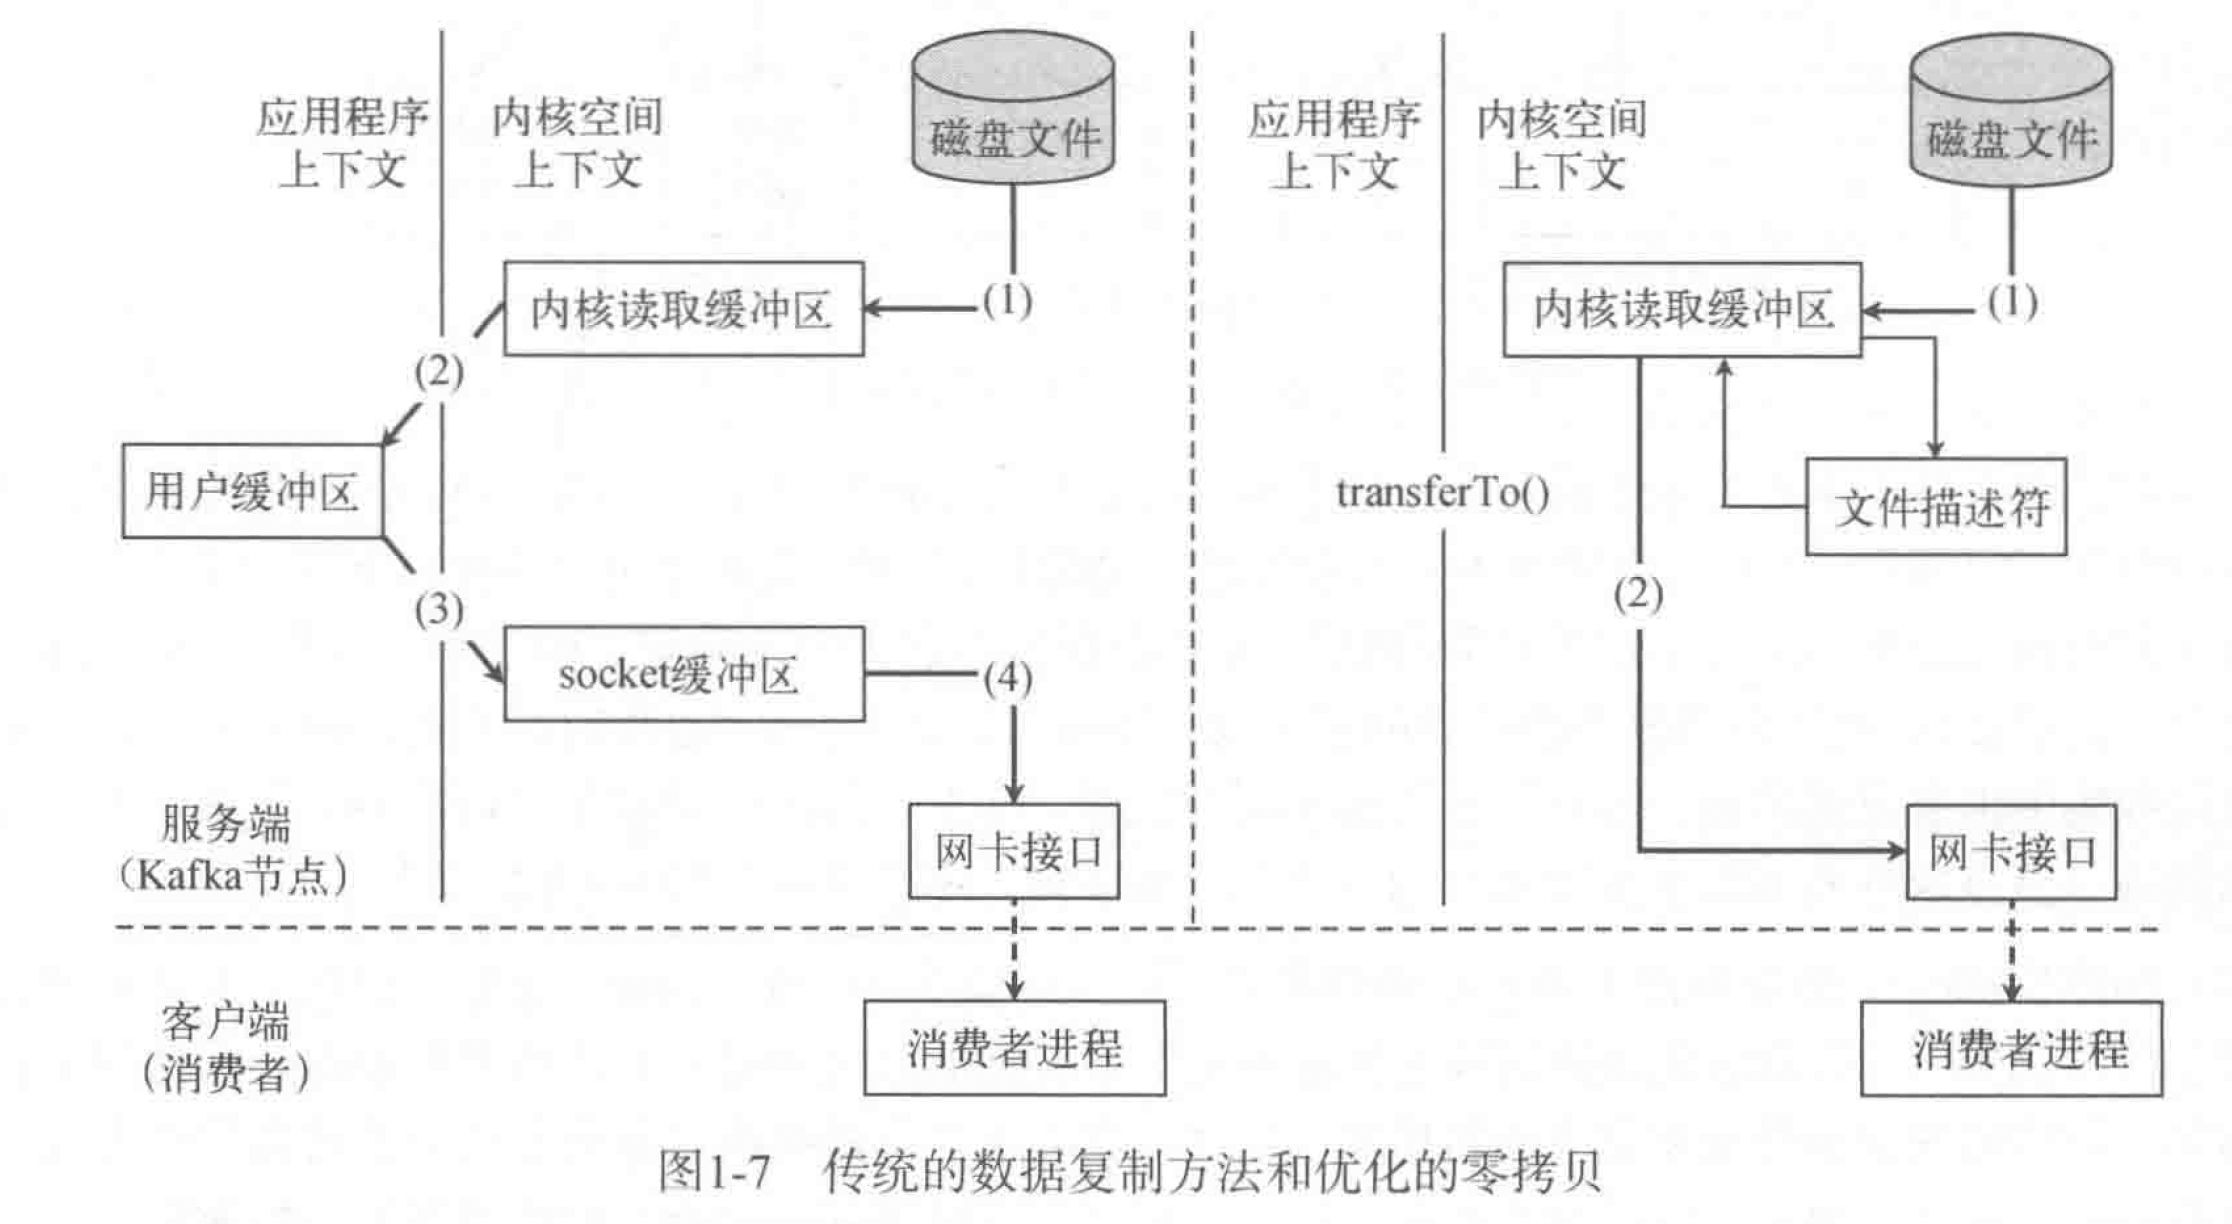 应用程序
上下文
内核空间
上下文
磁盘文件
内核读取缓冲区
(1)
(2)
用户缓冲区
(3)
socket缓冲区
(4)
服务端
(Kafka节点)
网卡接口
客户端
(消费者)
消费者进程
应用程序
上下文
内核空间
上下文
磁盘文件
内核读取缓冲区
(1)
transferTo()
文件描述符
(2)
网卡接口
消费者进程
图1-7 传统的数据复制方法和优化的零拷贝